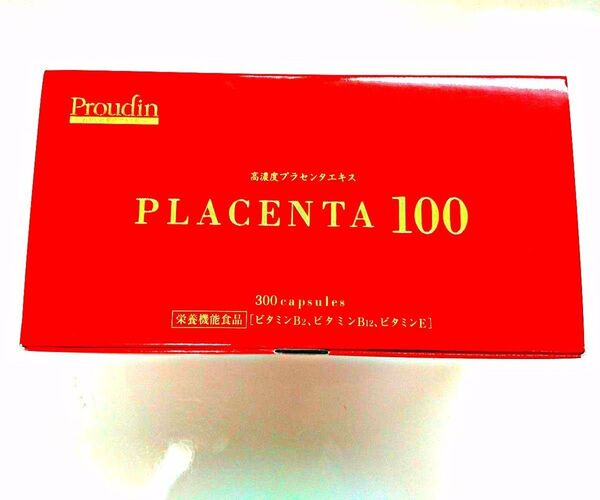 Proudin
高濃度プラセンタエキス
PLACENTA 100
300capsules
栄養機能食品 [ビタミンB2、ビタミンB12、ビタミンE]